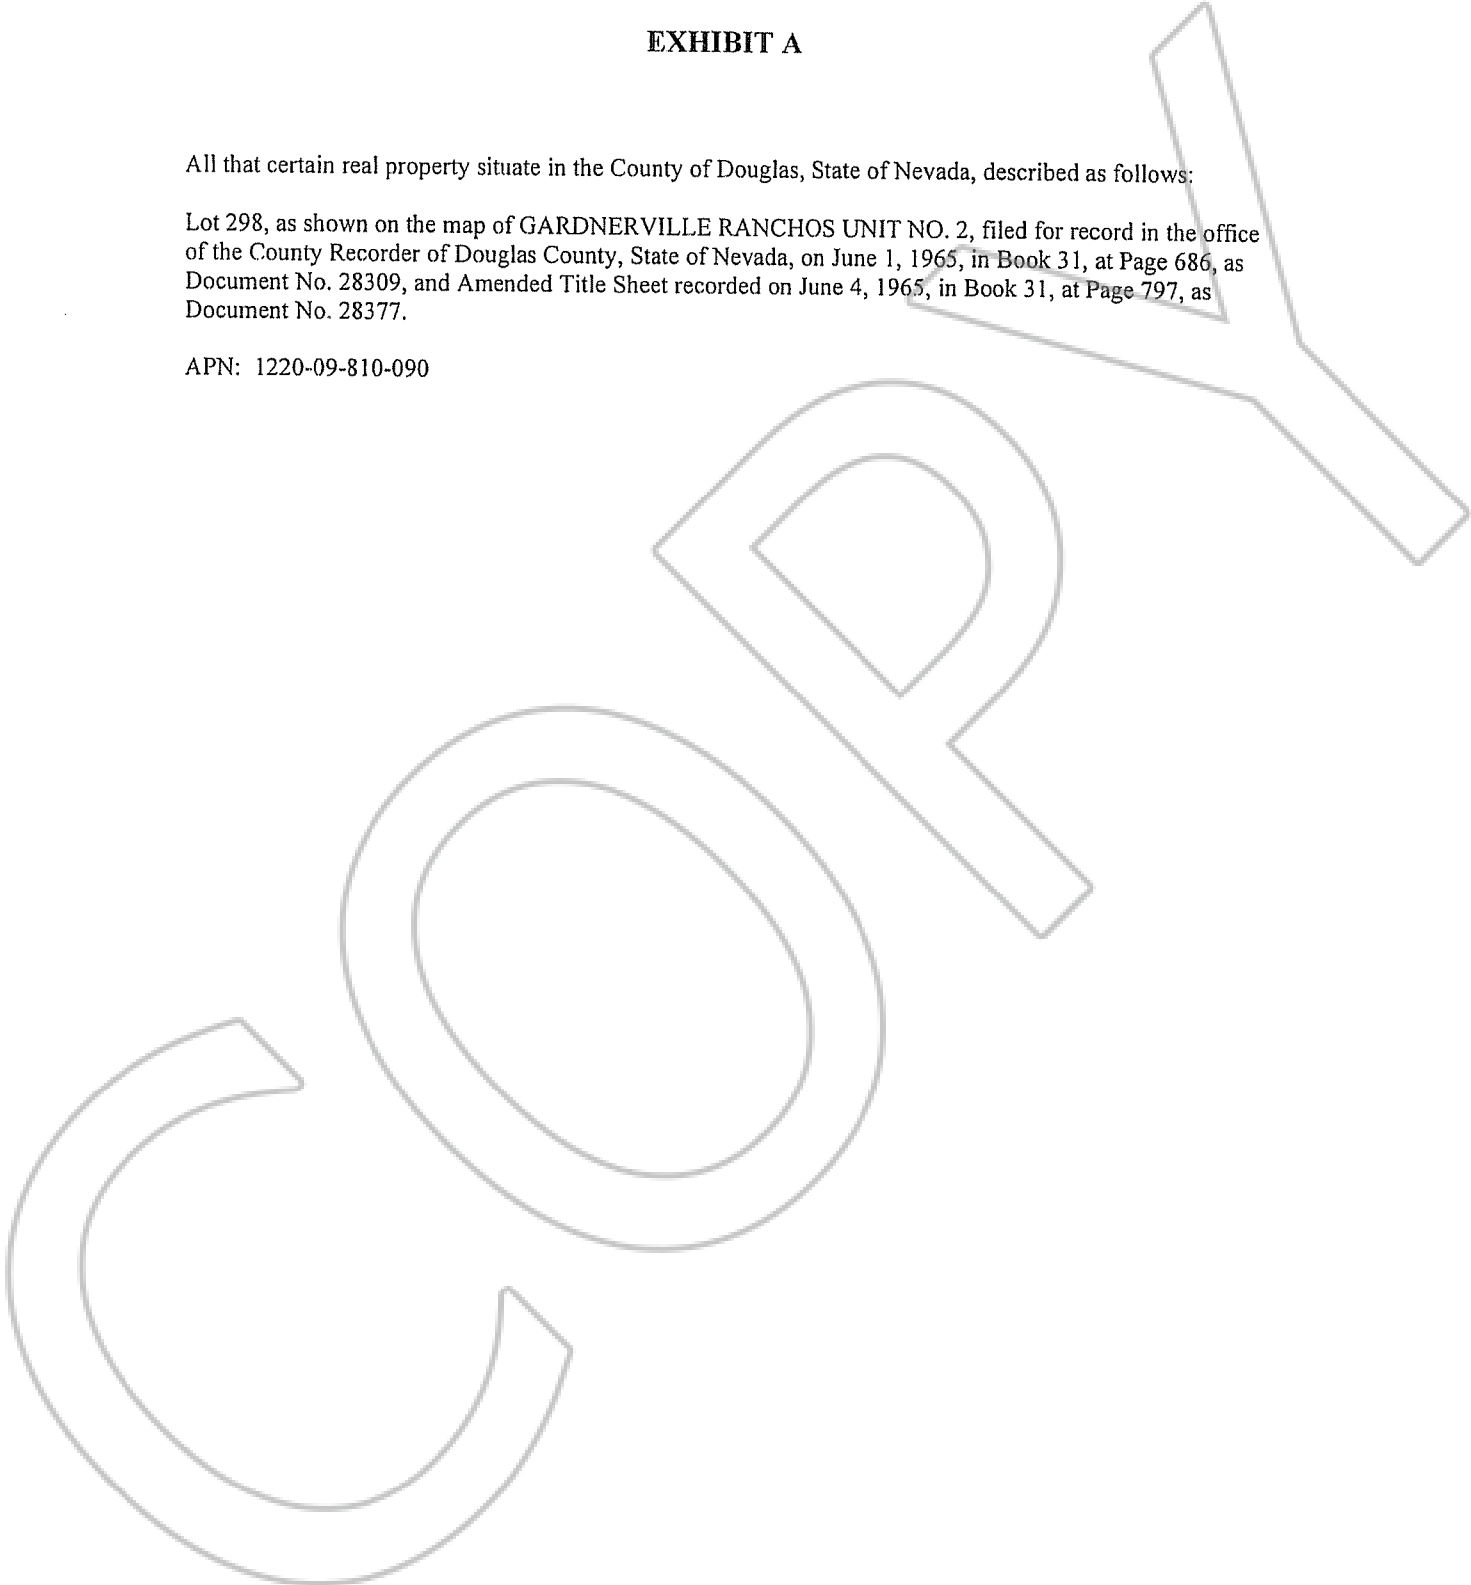 EXHIBIT A
All that certain real property situate in the County of Douglas, State of Nevada, described as follows:
Lot 298, as shown on the map of GARDNERVILLE RANCHOS UNIT NO. 2, filed for record in the office
of the County Recorder of Douglas County, State of Nevada, on June 1, 1965, in Book 31, at Page 686, as
Document No. 28309, and Amended Title Sheet recorded on June 4, 1965, in Book 31, at Page 797, as
Document No. 28377.
APN: 1220-09-810-090
COPY